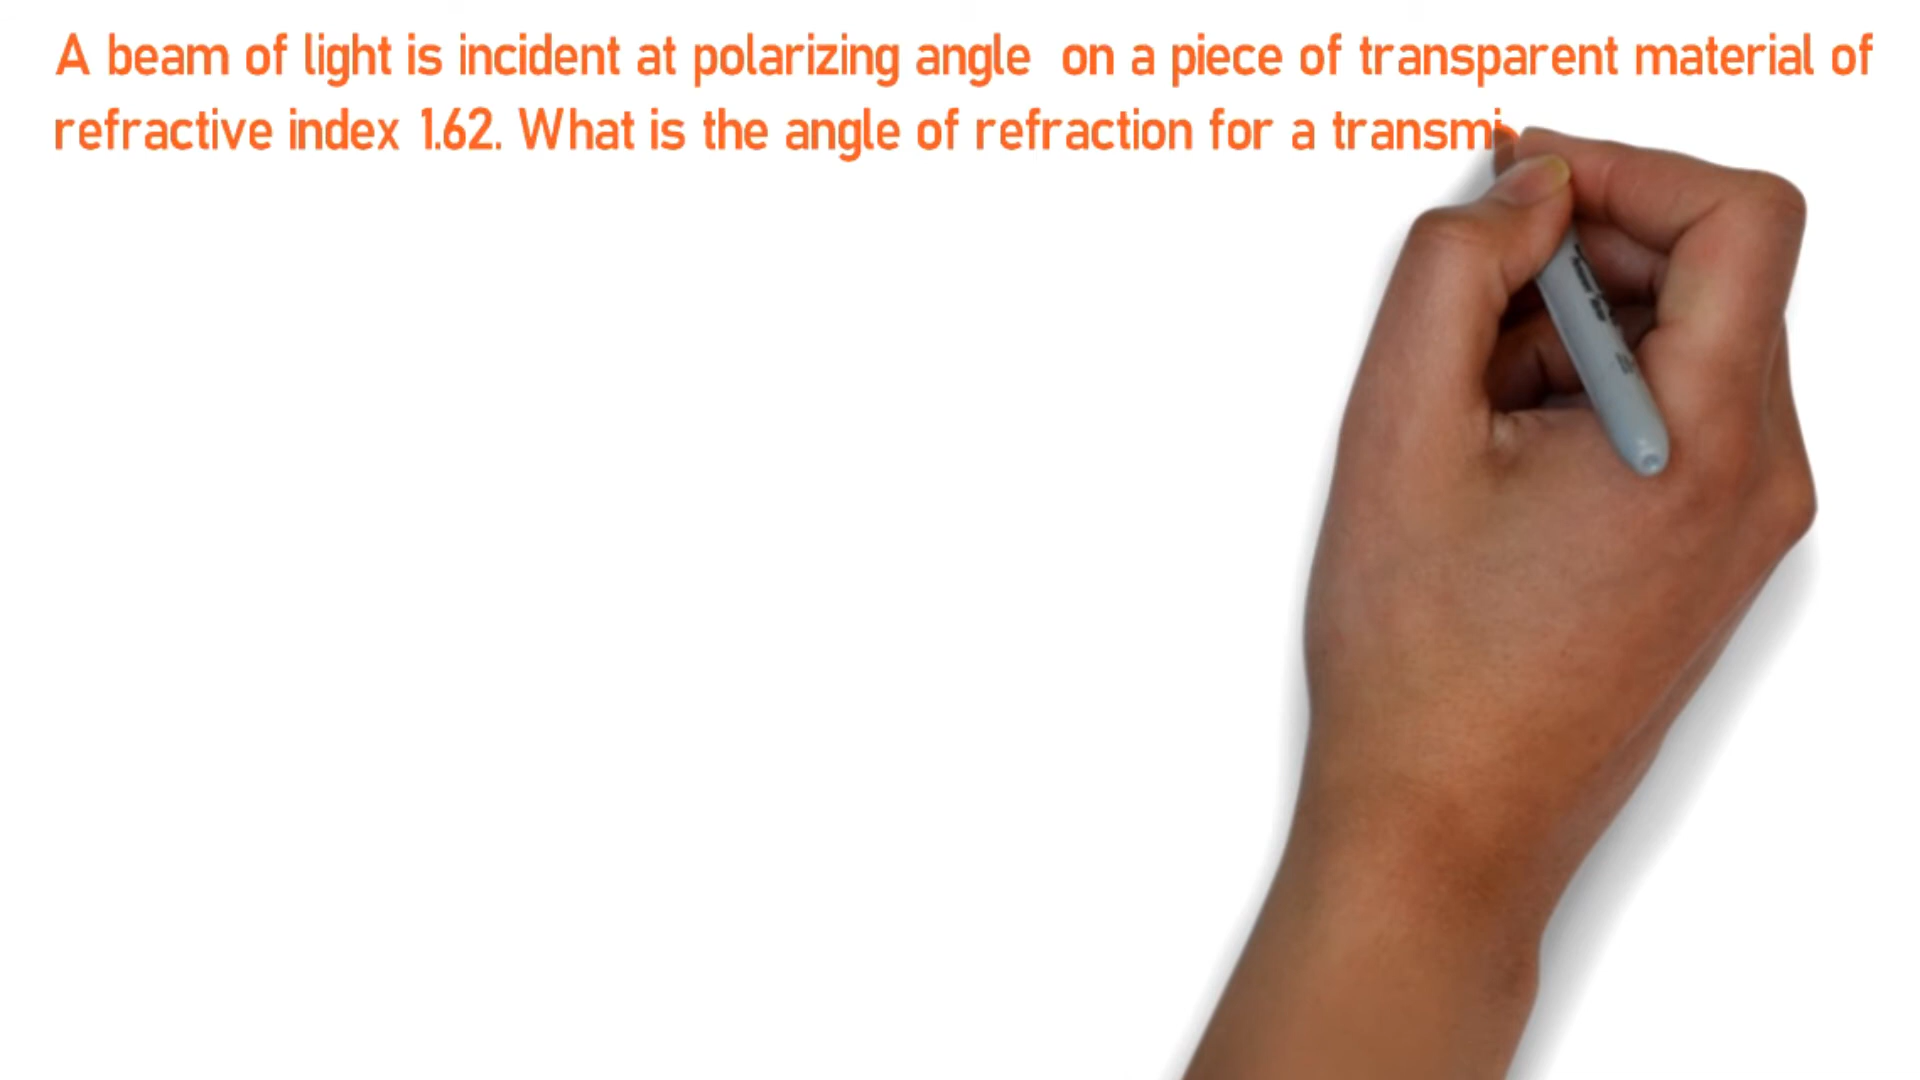 A beam of light is incident at polarizing angle on a piece of transparent material of
refractive index 1.62. What is the angle of refraction for a transmi